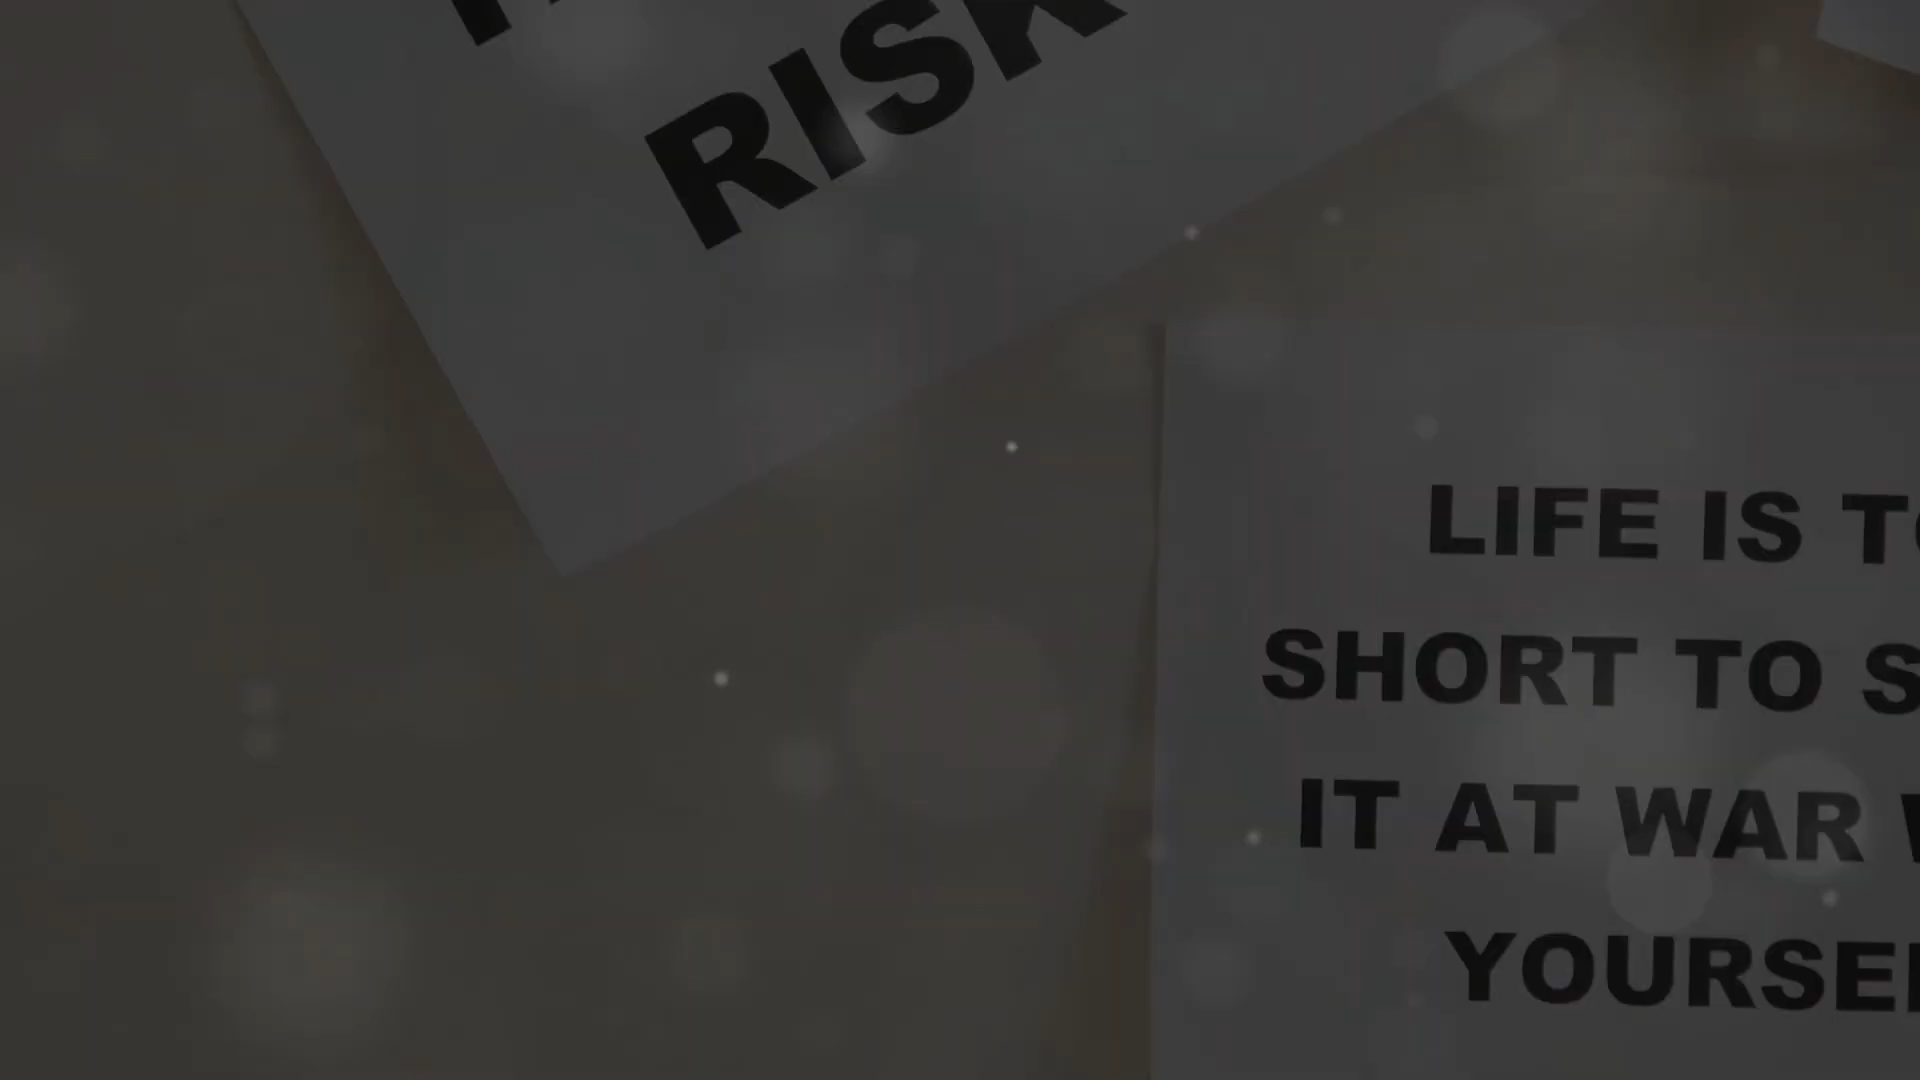 RISK
LIFE IS TO
SHORT TO S
IT AT WAR
YOURSE